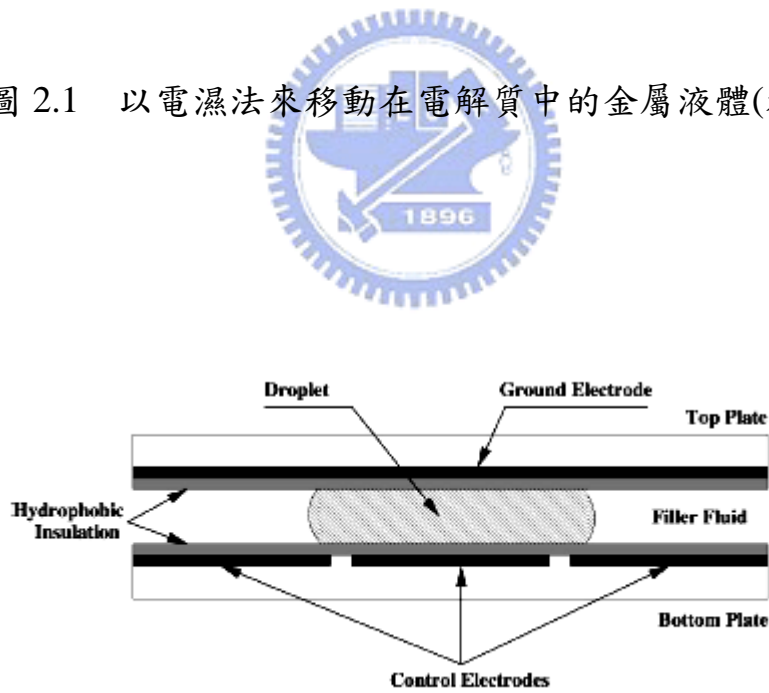 圖 2.1 以電濕法來移動在電解質中的金屬液體(
1896
Droplet
Ground Electrode
Top Plate
Hydrophobic
Insulation
Filler Fluid
Bottom Plate
Control Electrodes